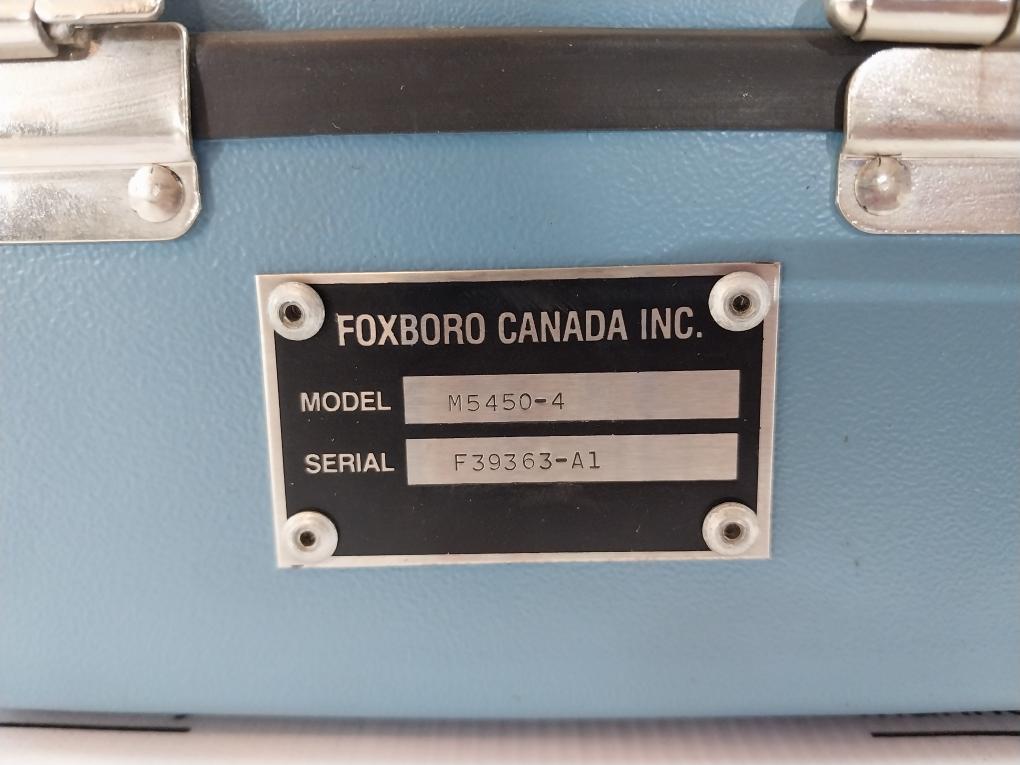 FOXBORO CANADA INC.
MODEL M5450-4
SERIAL F39363-A1